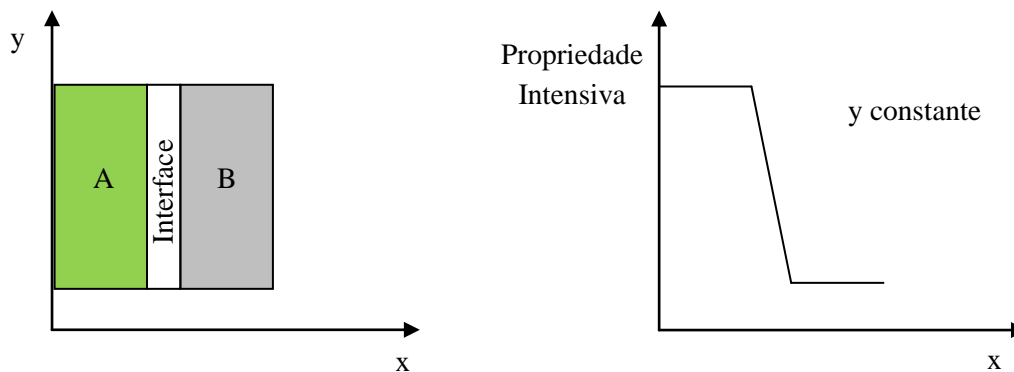 y
A
Interface
B
x
Propriedade
Intensiva
y constante
x